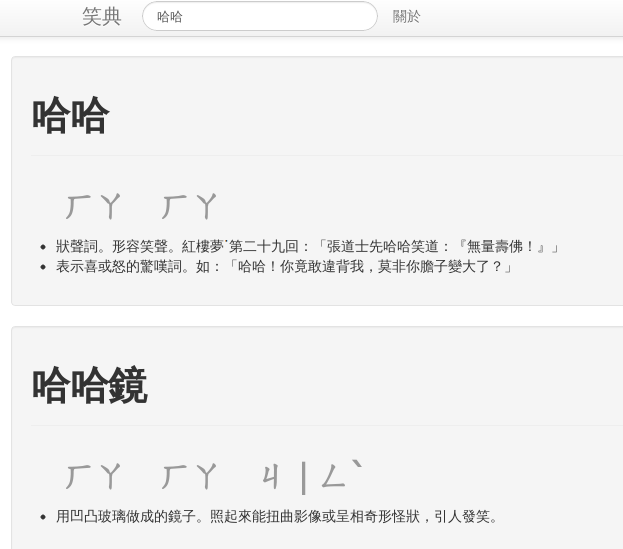 笑典 哈哈 關於
哈哈
ㄏㄚ ㄏㄚ
狀聲詞。形容笑聲。紅樓夢˙第二十九回：「張道士先哈哈笑道：『無量壽佛！』」
表示喜或怒的驚嘆詞。如：「哈哈！你竟敢違背我，莫非你膽子變大了？」
哈哈鏡
ㄏㄚ ㄏㄚ ㄐㄧㄥˋ
用凹凸玻璃做成的鏡子。照起來能扭曲影像或呈相奇形怪狀，引人發笑。